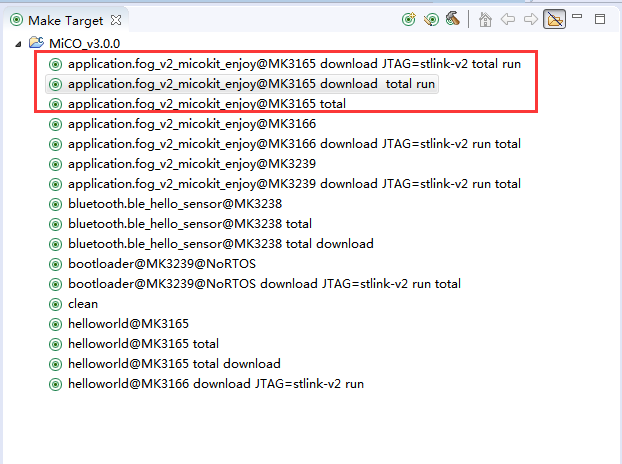 Make Target
MiCO_v3.0.0
application.fog_v2_micokit_enjoy@MK3165 download JTAG=stlink-v2 total run
application.fog_v2_micokit_enjoy@MK3165 download  total run
application.fog_v2_micokit_enjoy@MK3165 total
application.fog_v2_micokit_enjoy@MK3166
application.fog_v2_micokit_enjoy@MK3166 download JTAG=stlink-v2 run total
application.fog_v2_micokit_enjoy@MK3239
application.fog_v2_micokit_enjoy@MK3239 download JTAG=stlink-v2 run total
bluetooth.ble_hello_sensor@MK3238
bluetooth.ble_hello_sensor@MK3238 total
bluetooth.ble_hello_sensor@MK3238 total download
bootloader@MK3239@NoRTOS
bootloader@MK3239@NoRTOS download JTAG=stlink-v2 run total
clean
helloworld@MK3165
helloworld@MK3165 total
helloworld@MK3165 total download
helloworld@MK3166 download JTAG=stlink-v2 run